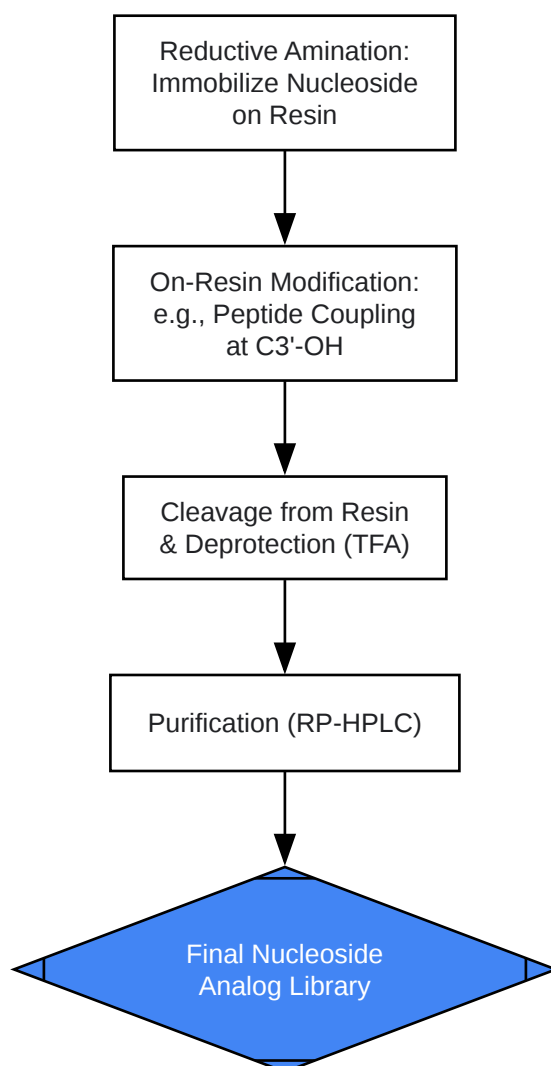 Reductive Amination:
Immobilize Nucleoside
on Resin
On-Resin Modification:
e.g., Peptide Coupling
at C3'-OH
Cleavage from Resin
& Deprotection (TFA)
Purification (RP-HPLC)
Final Nucleoside
Analog Library